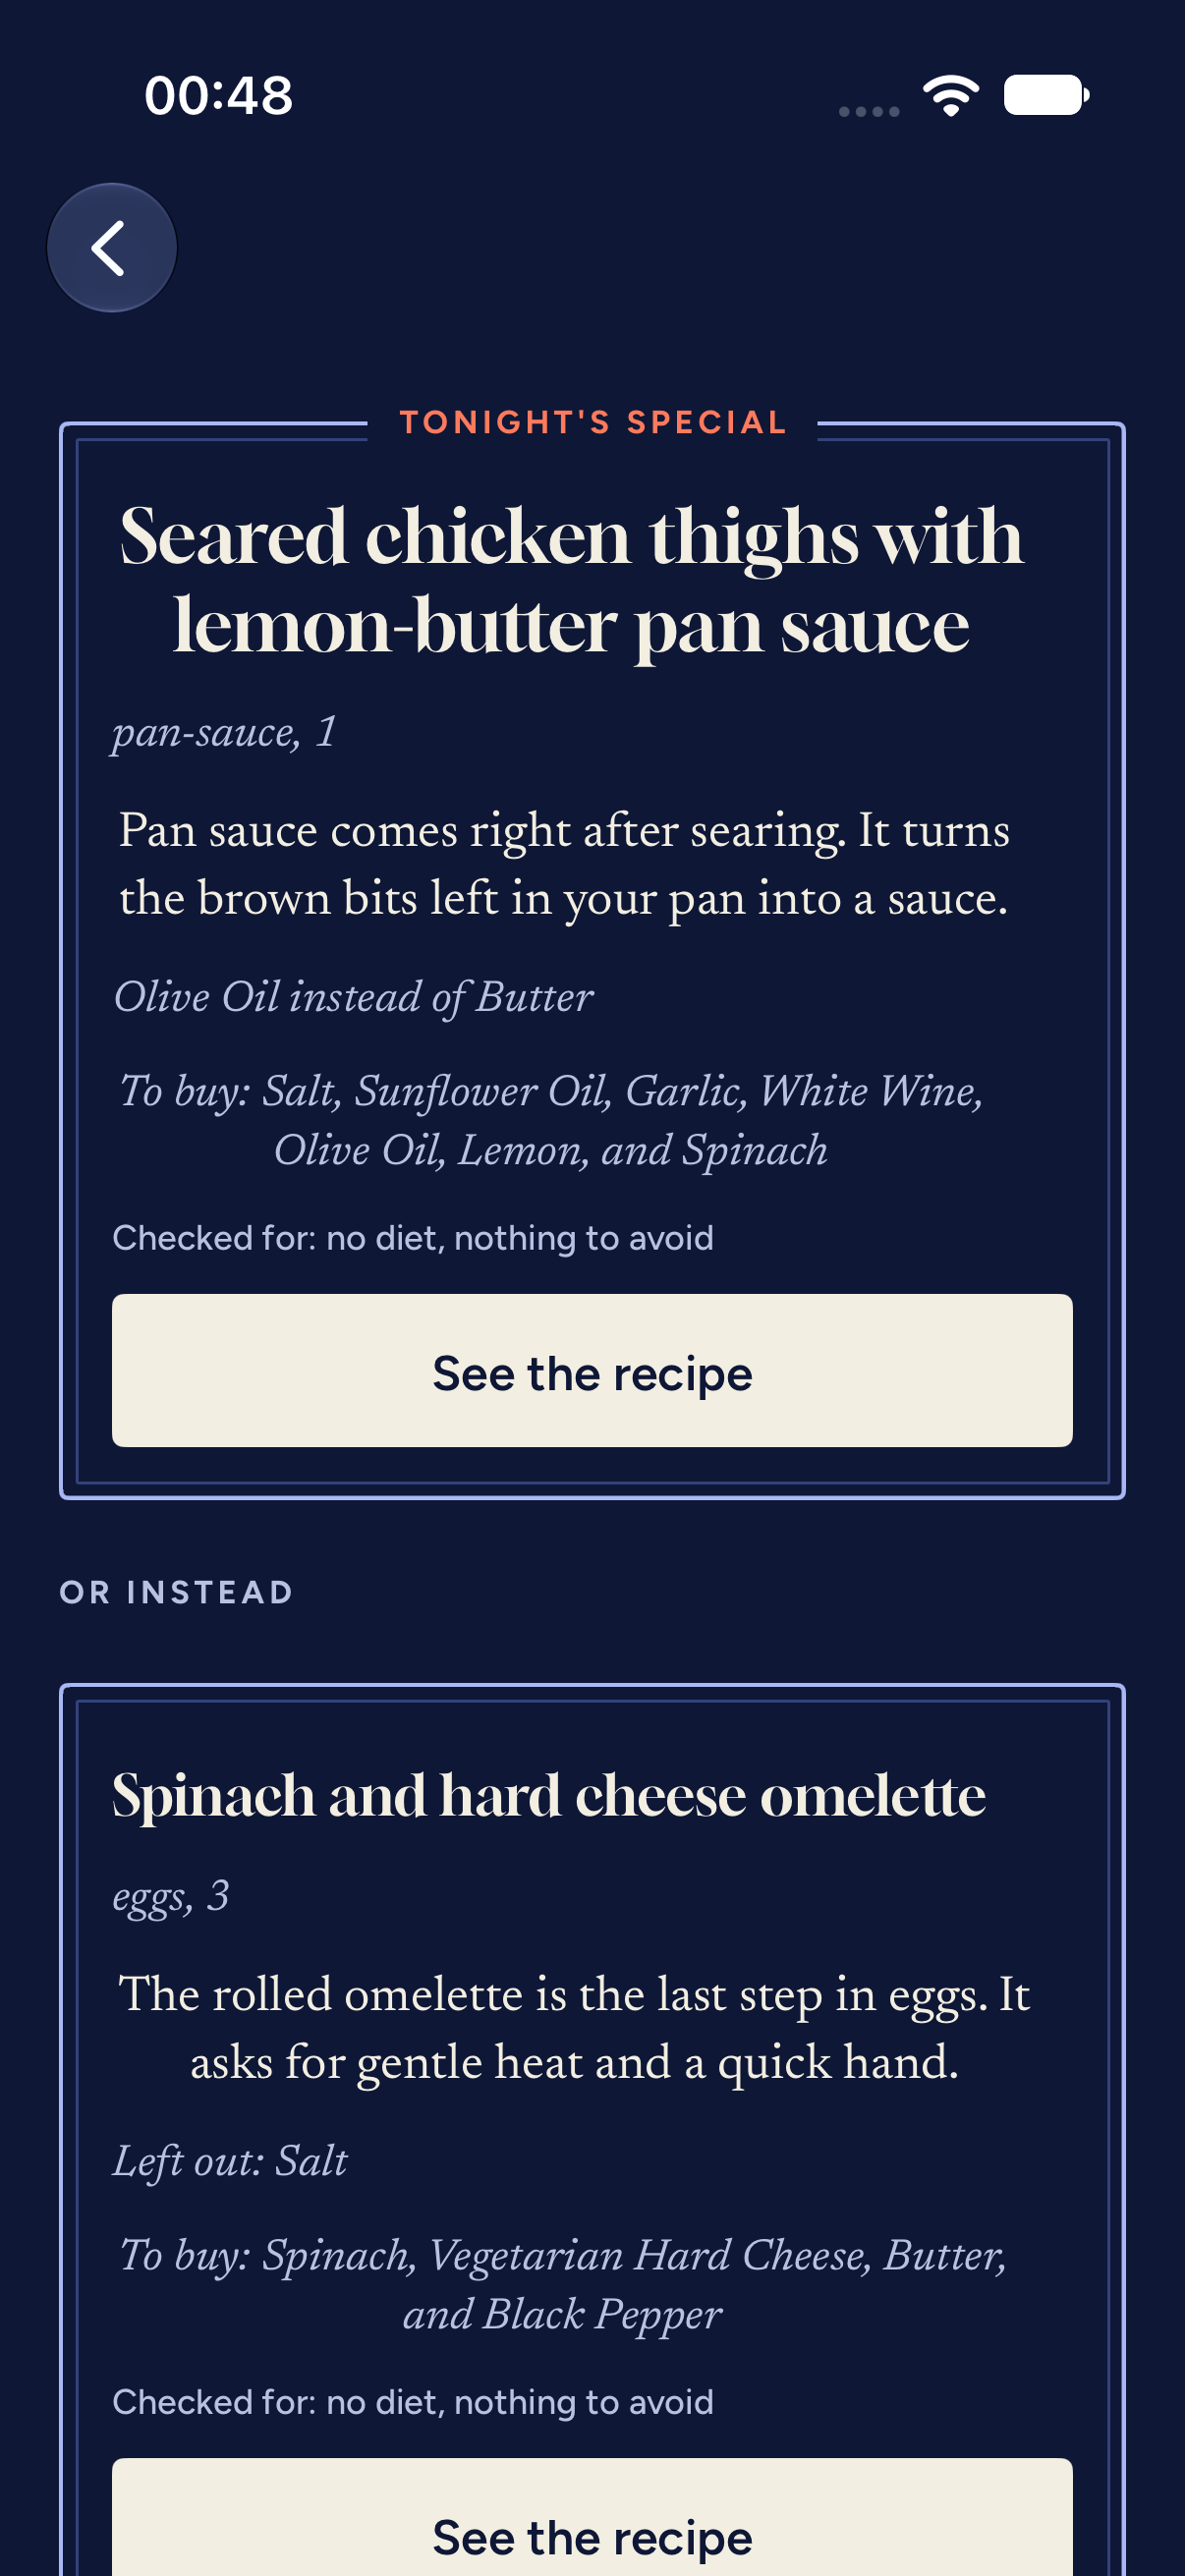 00:48
TONIGHT'S SPECIAL
Seared chicken thighs with
lemon-butter pan sauce
pan-sauce, 1
Pan sauce comes right after searing. It turns
the brown bits left in your pan into a sauce.
Olive Oil instead of Butter
To buy: Salt, Sunflower Oil, Garlic, White Wine,
Olive Oil, Lemon, and Spinach
Checked for: no diet, nothing to avoid
See the recipe
OR INSTEAD
Spinach and hard cheese omelette
eggs, 3
The rolled omelette is the last step in eggs. It
asks for gentle heat and a quick hand.
Left out: Salt
To buy: Spinach, Vegetarian Hard Cheese, Butter,
and Black Pepper
Checked for: no diet, nothing to avoid
See the recipe